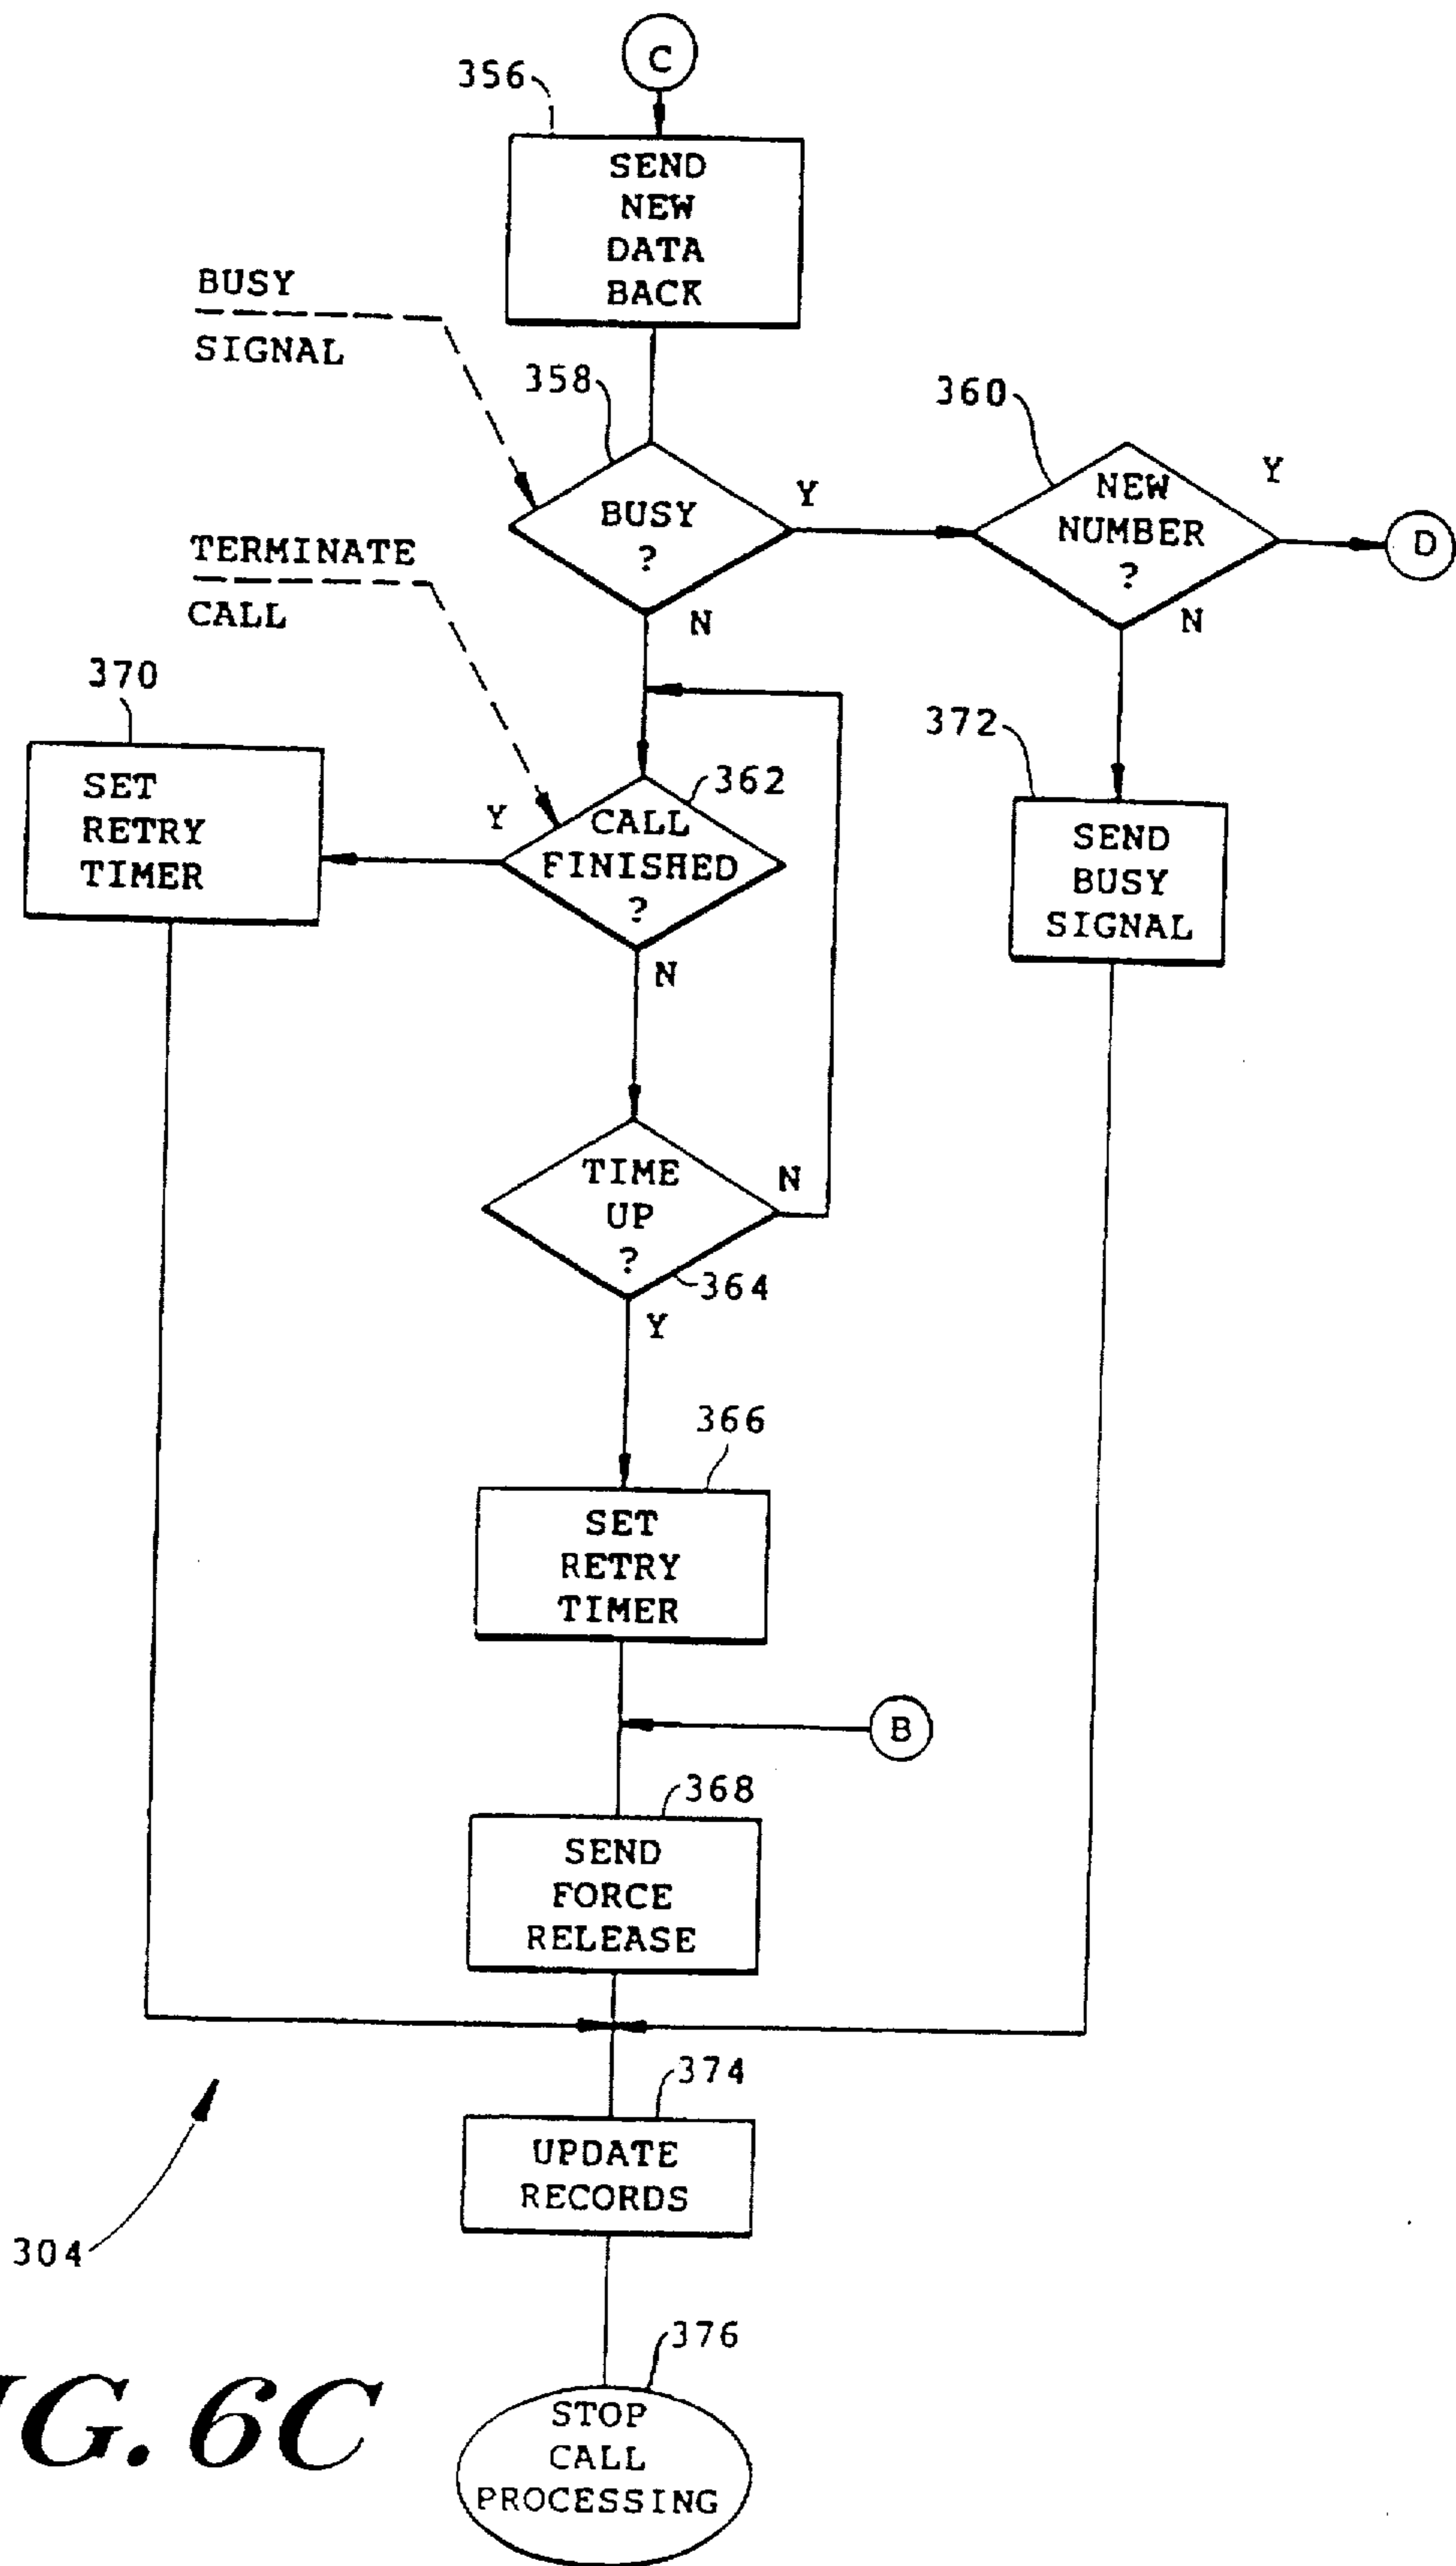 C
356
SEND
NEW
DATA
BACK
BUSY
SIGNAL
358
BUSY
?
Y
N
360
NEW
NUMBER
?
Y
N
D
TERMINATE
CALL
370
SET
RETRY
TIMER
362
CALL
FINISHED
?
Y
N
372
SEND
BUSY
SIGNAL
TIME
UP
?
N
364
Y
366
SET
RETRY
TIMER
B
368
SEND
FORCE
RELEASE
374
UPDATE
RECORDS
304
376
STOP
CALL
PROCESSING
G. 6C